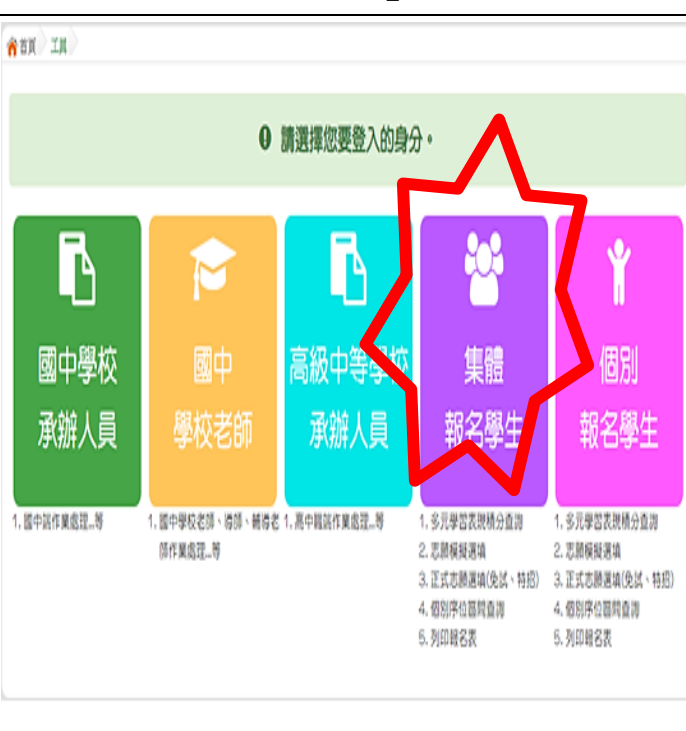 首頁 工具
請選擇您要登入的身分。
國中學校
承辦人員
國中
學校老師
高級中等學校
承辦人員
集體
報名學生
個別
報名學生
1. 國中端作業處理...等
1. 國中學校老師、導師、輔導老
師作業處理...等
1. 高中職端作業處理...等
1. 多元學習表現積分查詢
2. 志願模擬選填
3. 正式志願選填(免試、特招)
4. 個別序位區間查詢
5. 列印報名表
1. 多元學習表現積分查詢
2. 志願模擬選填
3. 正式志願選填(免試、特招)
4. 個別序位區間查詢
5. 列印報名表